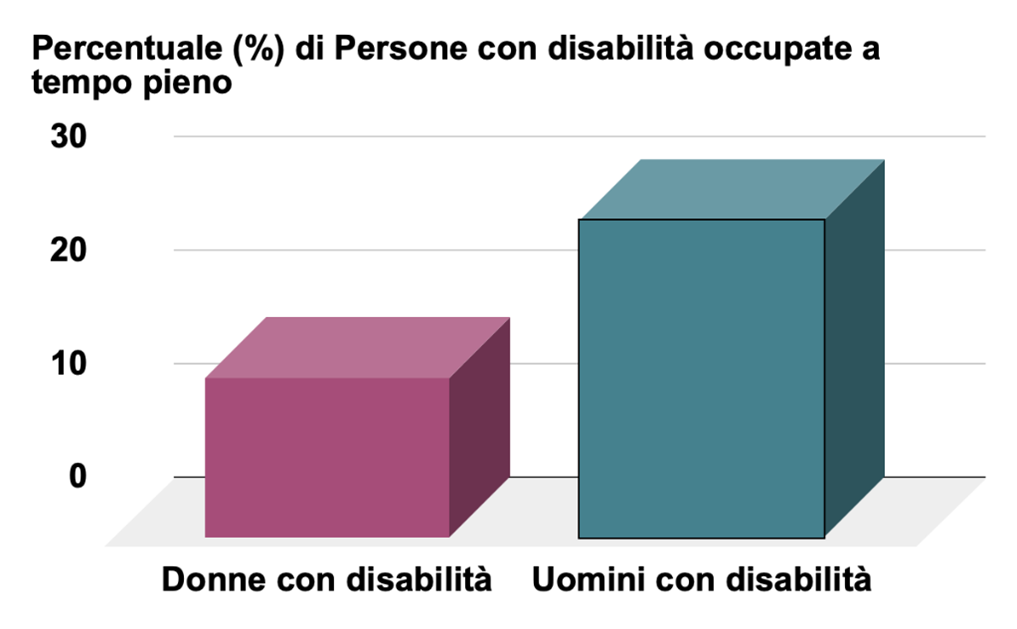 Percentuale (%) di Persone con disabilità occupate a
tempo pieno
30
20
10
0
Donne con disabilità
Uomini con disabilità